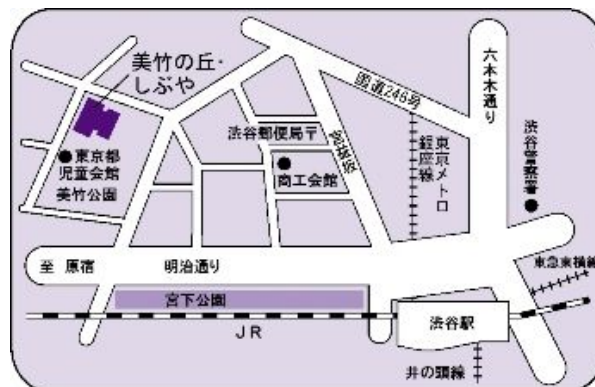 美竹の丘・
しぶや
国道246号
六本木通り
渋谷郵便局〒
宮益坂
東京メトロ
銀座線
渋谷警察署
●東京都
児童会館
美竹公園
商工会館
至 原宿
明治通り
東急東横線
宮下公園
渋谷駅
JR
井の頭線